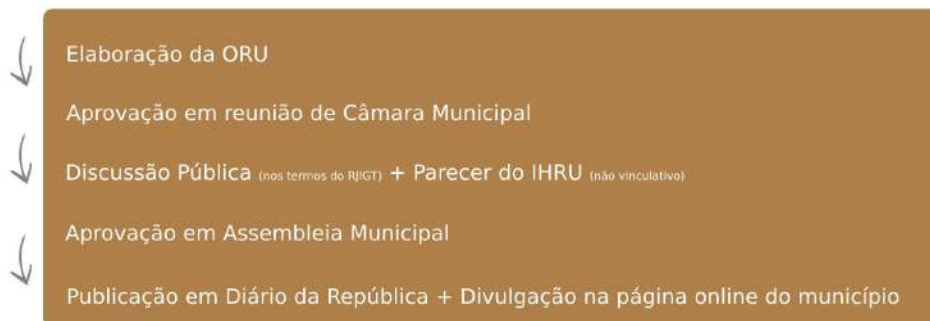 Elaboração da ORU
Aprovação em reunião de Câmara Municipal
Discussão Pública (nos termos do RJIGT) + Parecer do IHRU (não vinculativo)
Aprovação em Assembleia Municipal
Publicação em Diário da República + Divulgação na página online do município